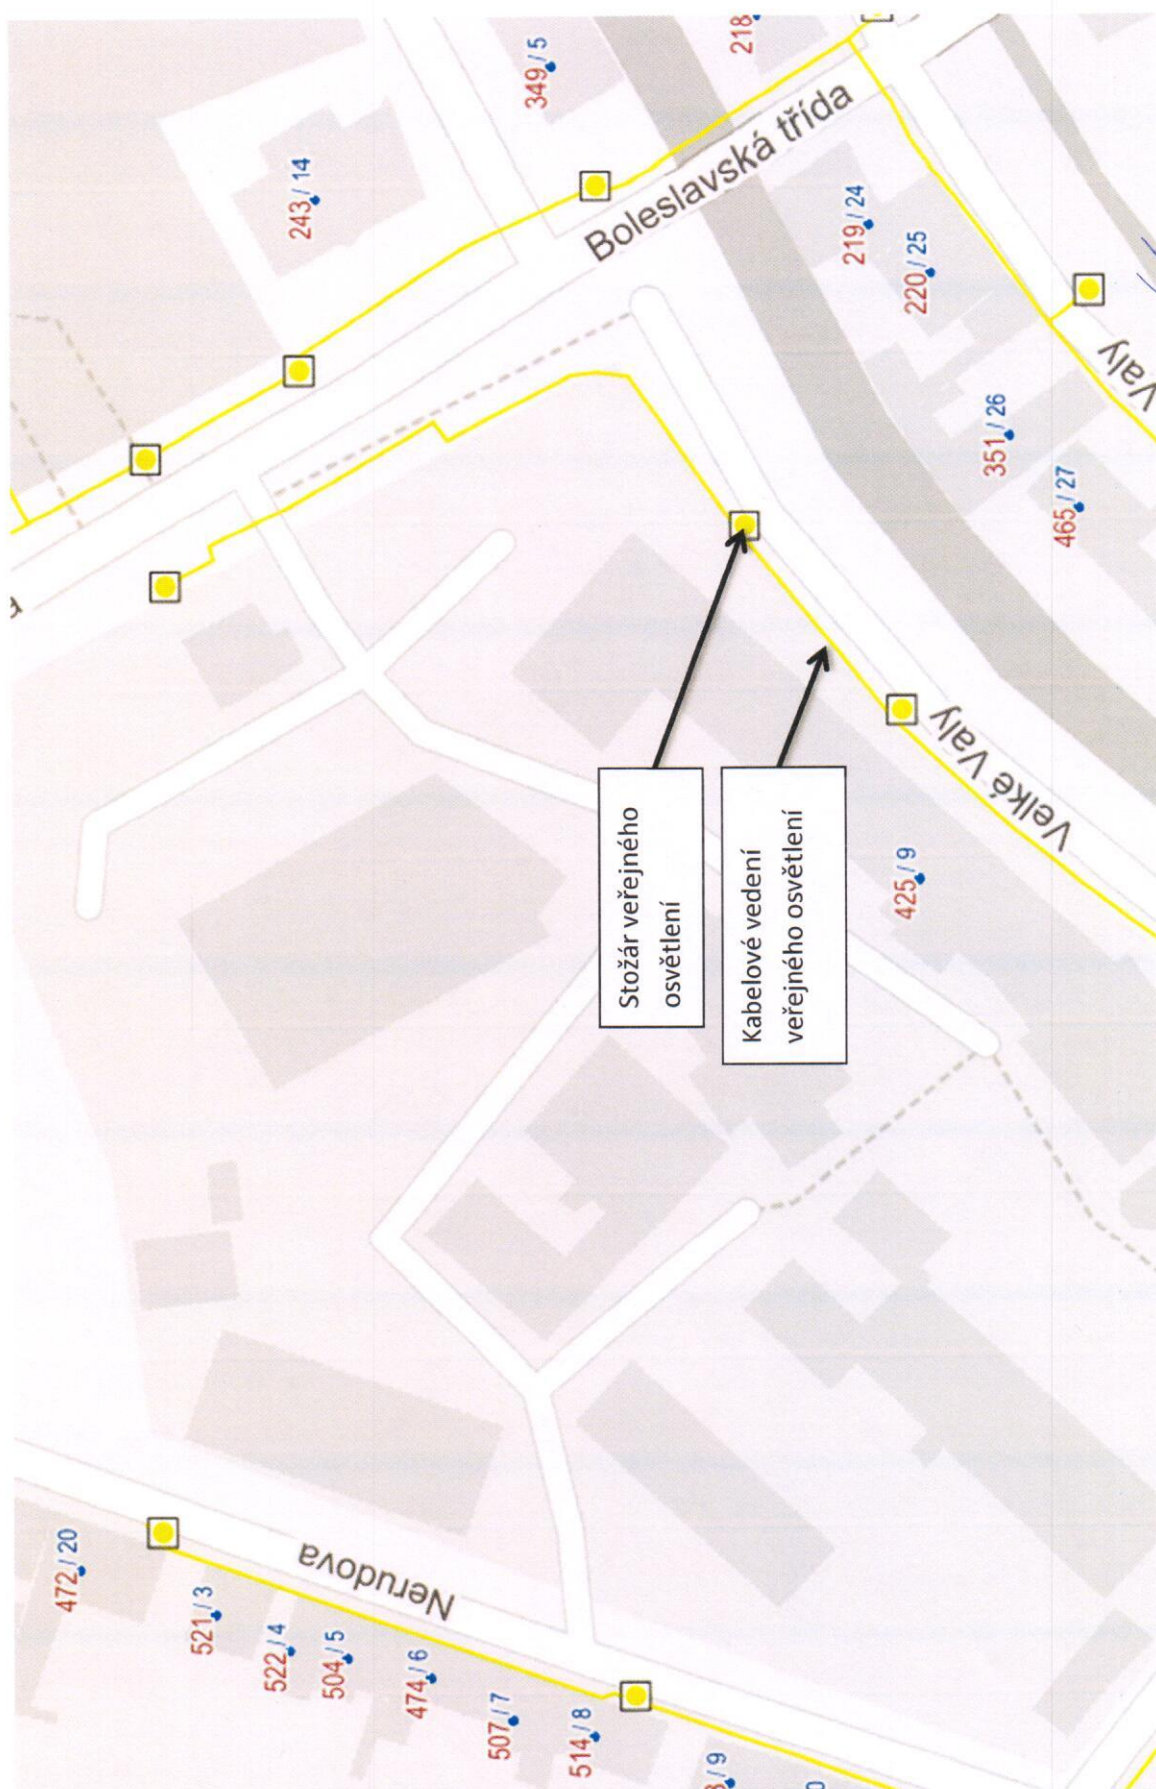 349 / 5
218
243 / 14
Boleslavská třída
219 / 24
220 / 25
Valy
351 / 26
465 / 27
Stožár veřejného
osvětlení
Kabelové vedení
veřejného osvětlení
Velké Valy
425 / 9
Nerudova
472 / 20
521 / 3
522 / 4
504 / 5
474 / 6
507 / 7
514 / 8
/ 9